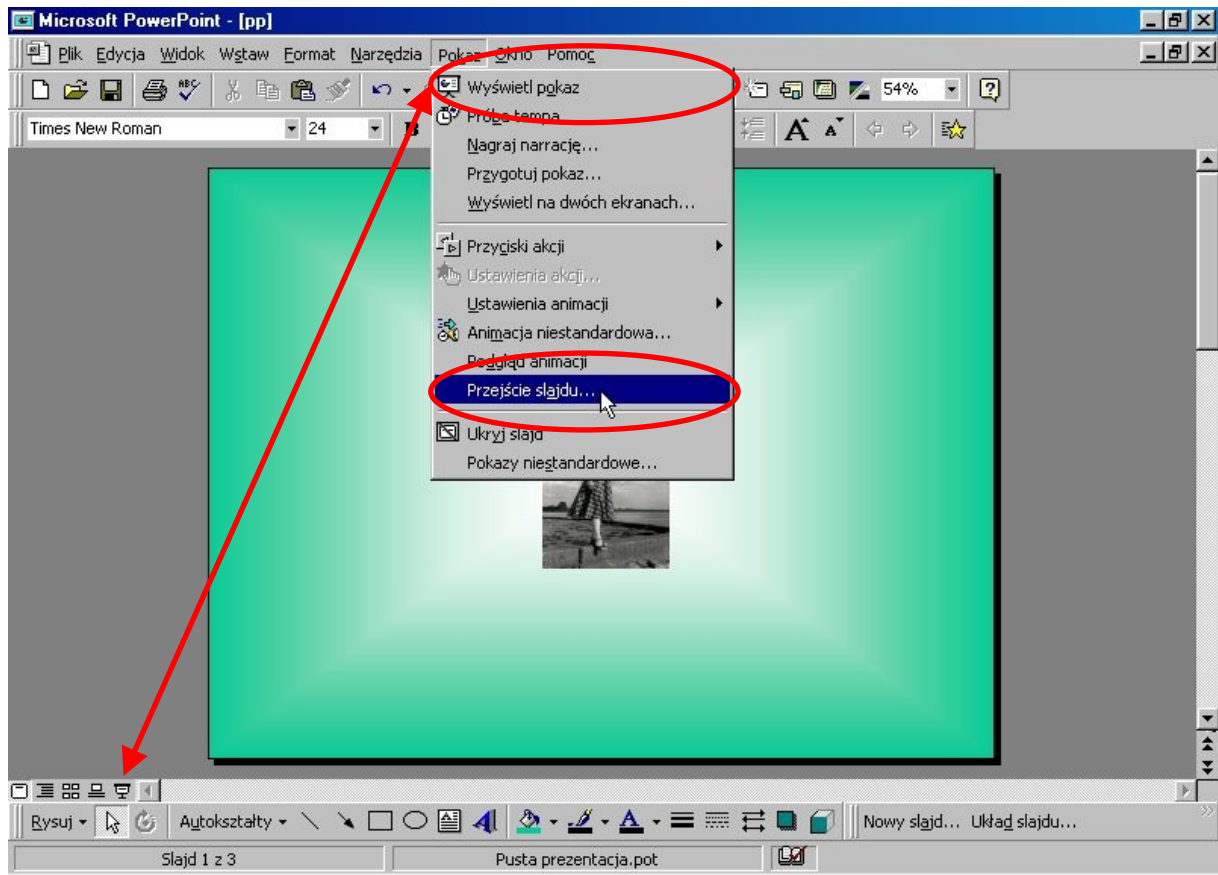 Microsoft PowerPoint - [pp]
Plik Edycja Widok Wstaw Format Narzędzia Pokaz Okno Pomoc
ABC 54%
Times New Roman 24 B A A
Wyświetl pokaz
Próba tempa
Nagraj narrację...
Przygotuj pokaz...
Wyświetl na dwóch ekranach...
Przyciski akcji
Ustawienia akcji...
Ustawienia animacji
Animacja niestandardowa...
Podgląd animacji
Przejście slajdu...
Ukryj slajd
Pokazy niestandardowe...
Rysuj Autokształty A A Nowy slajd... Układ slajdu...
Slajd 1 z 3 Pusta prezentacja.pot